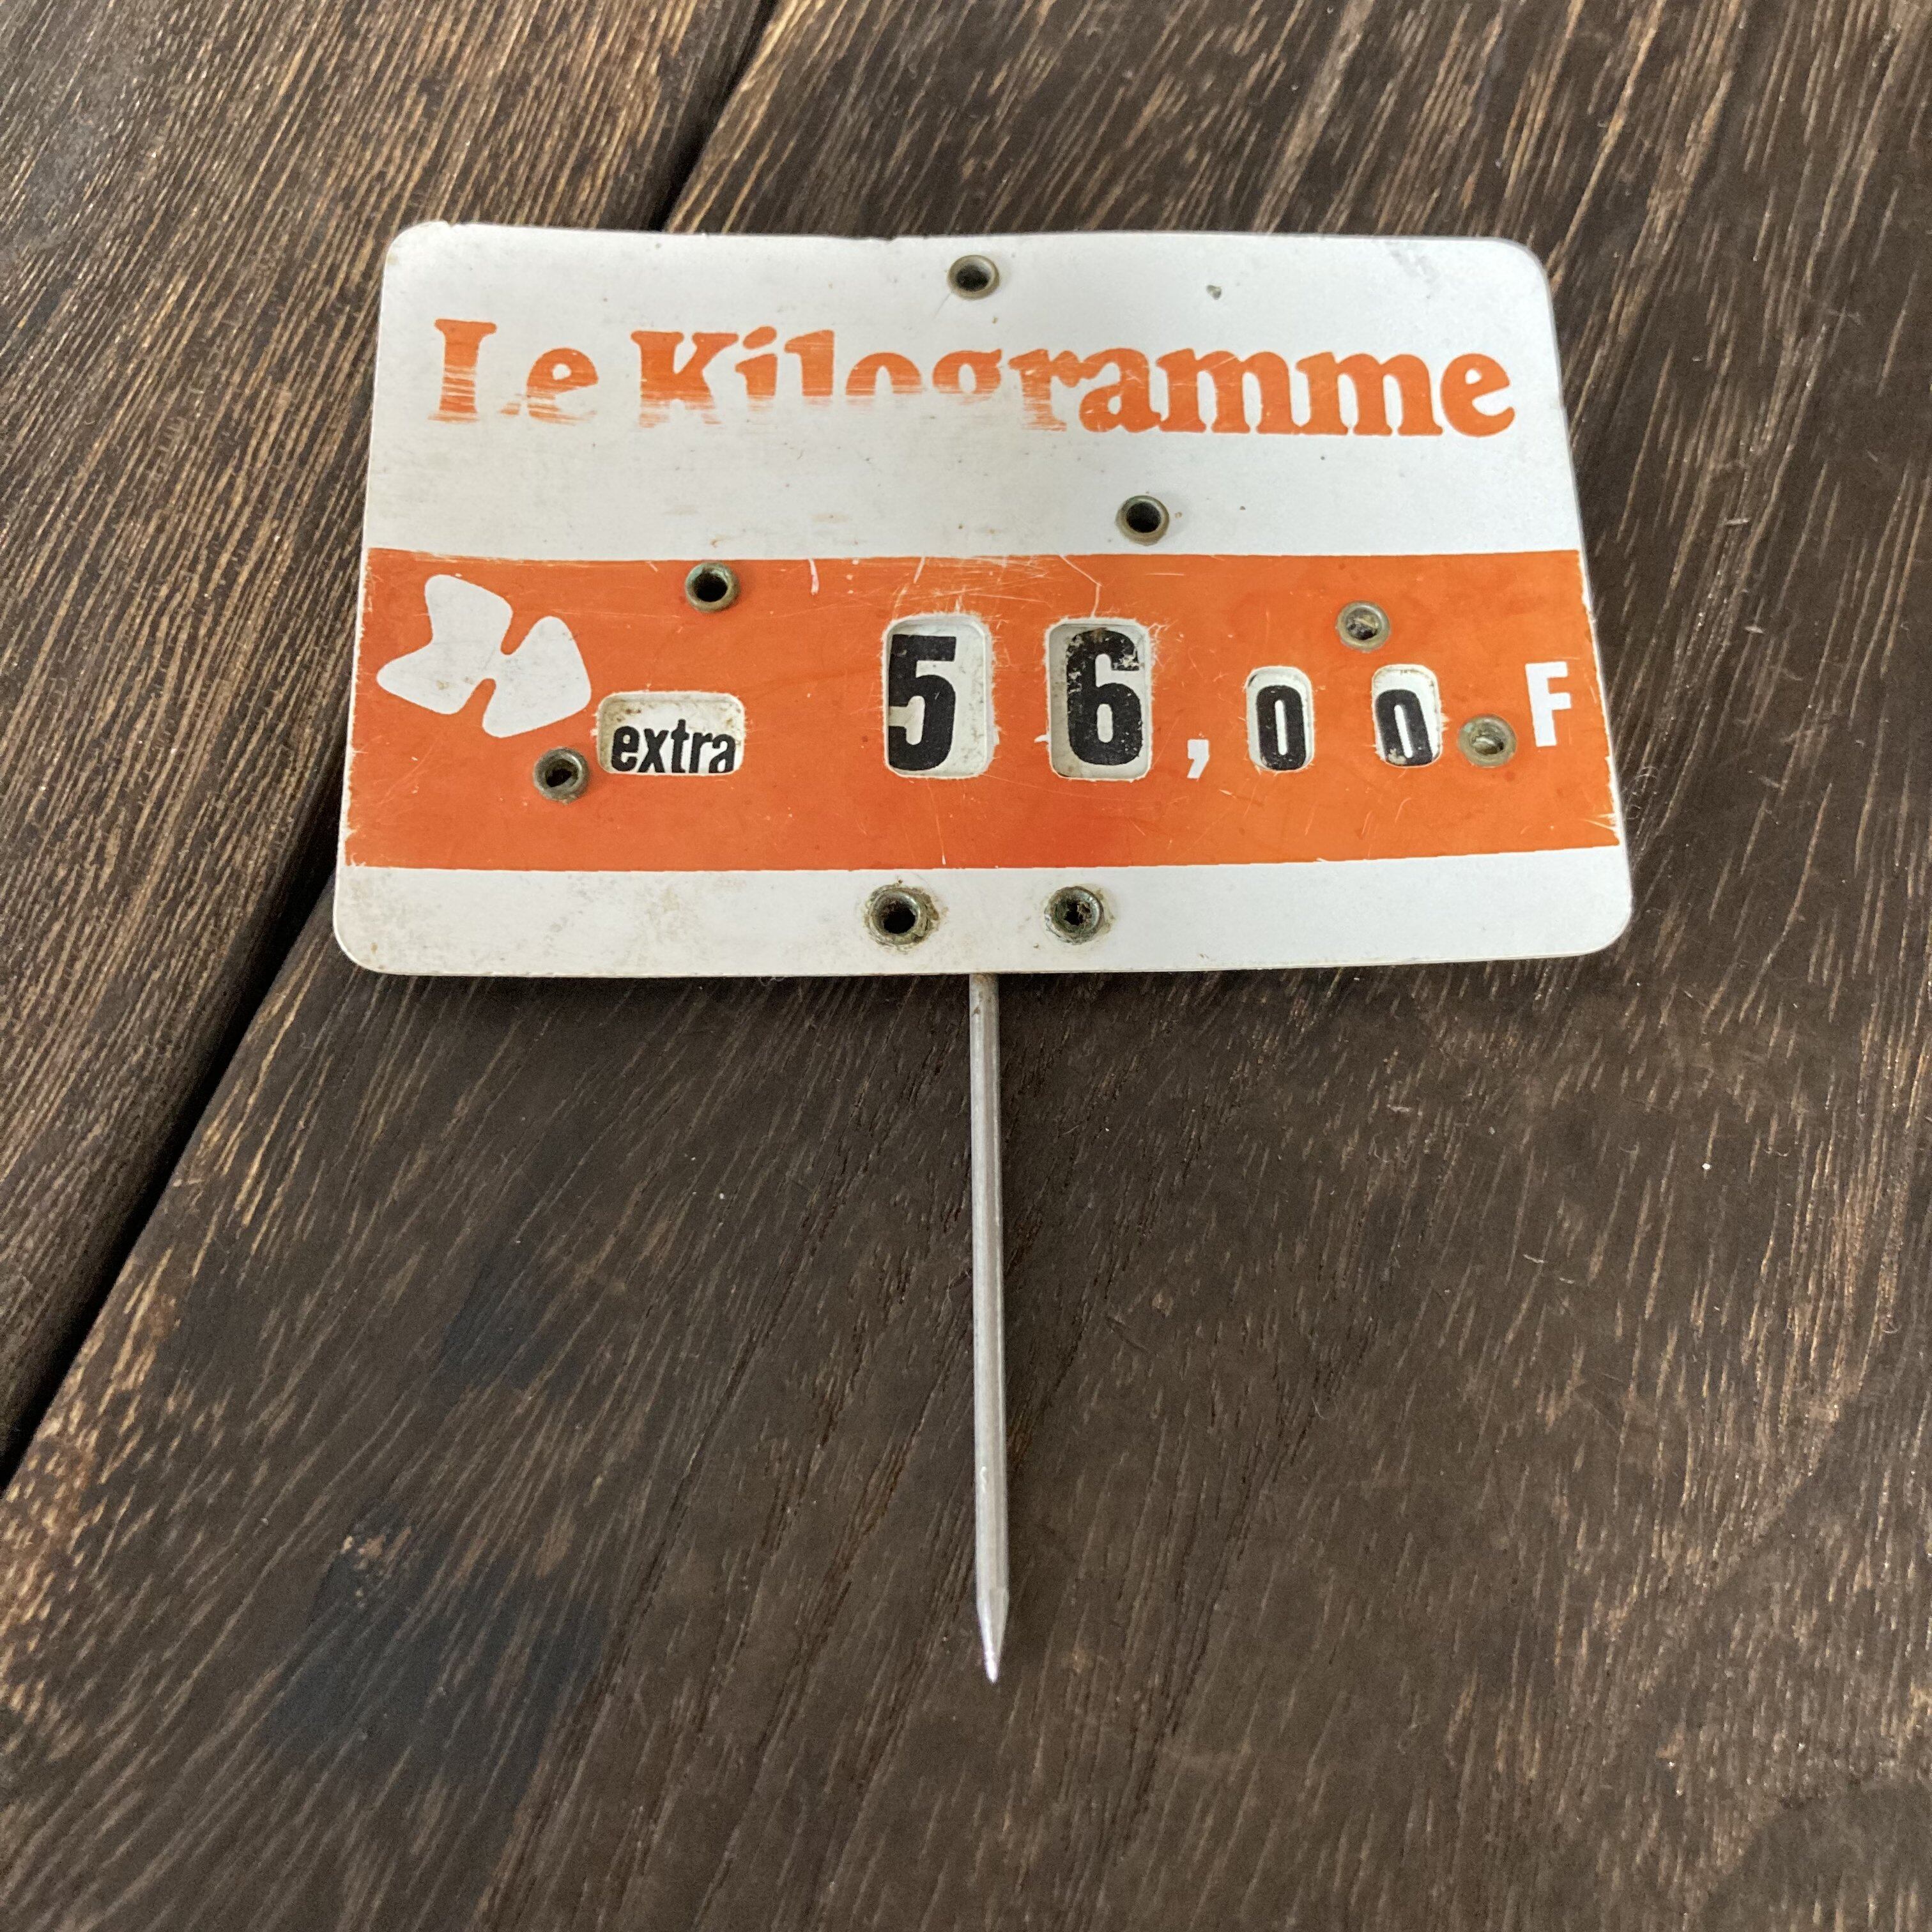 Le Kilogramme
extra 56,00 F